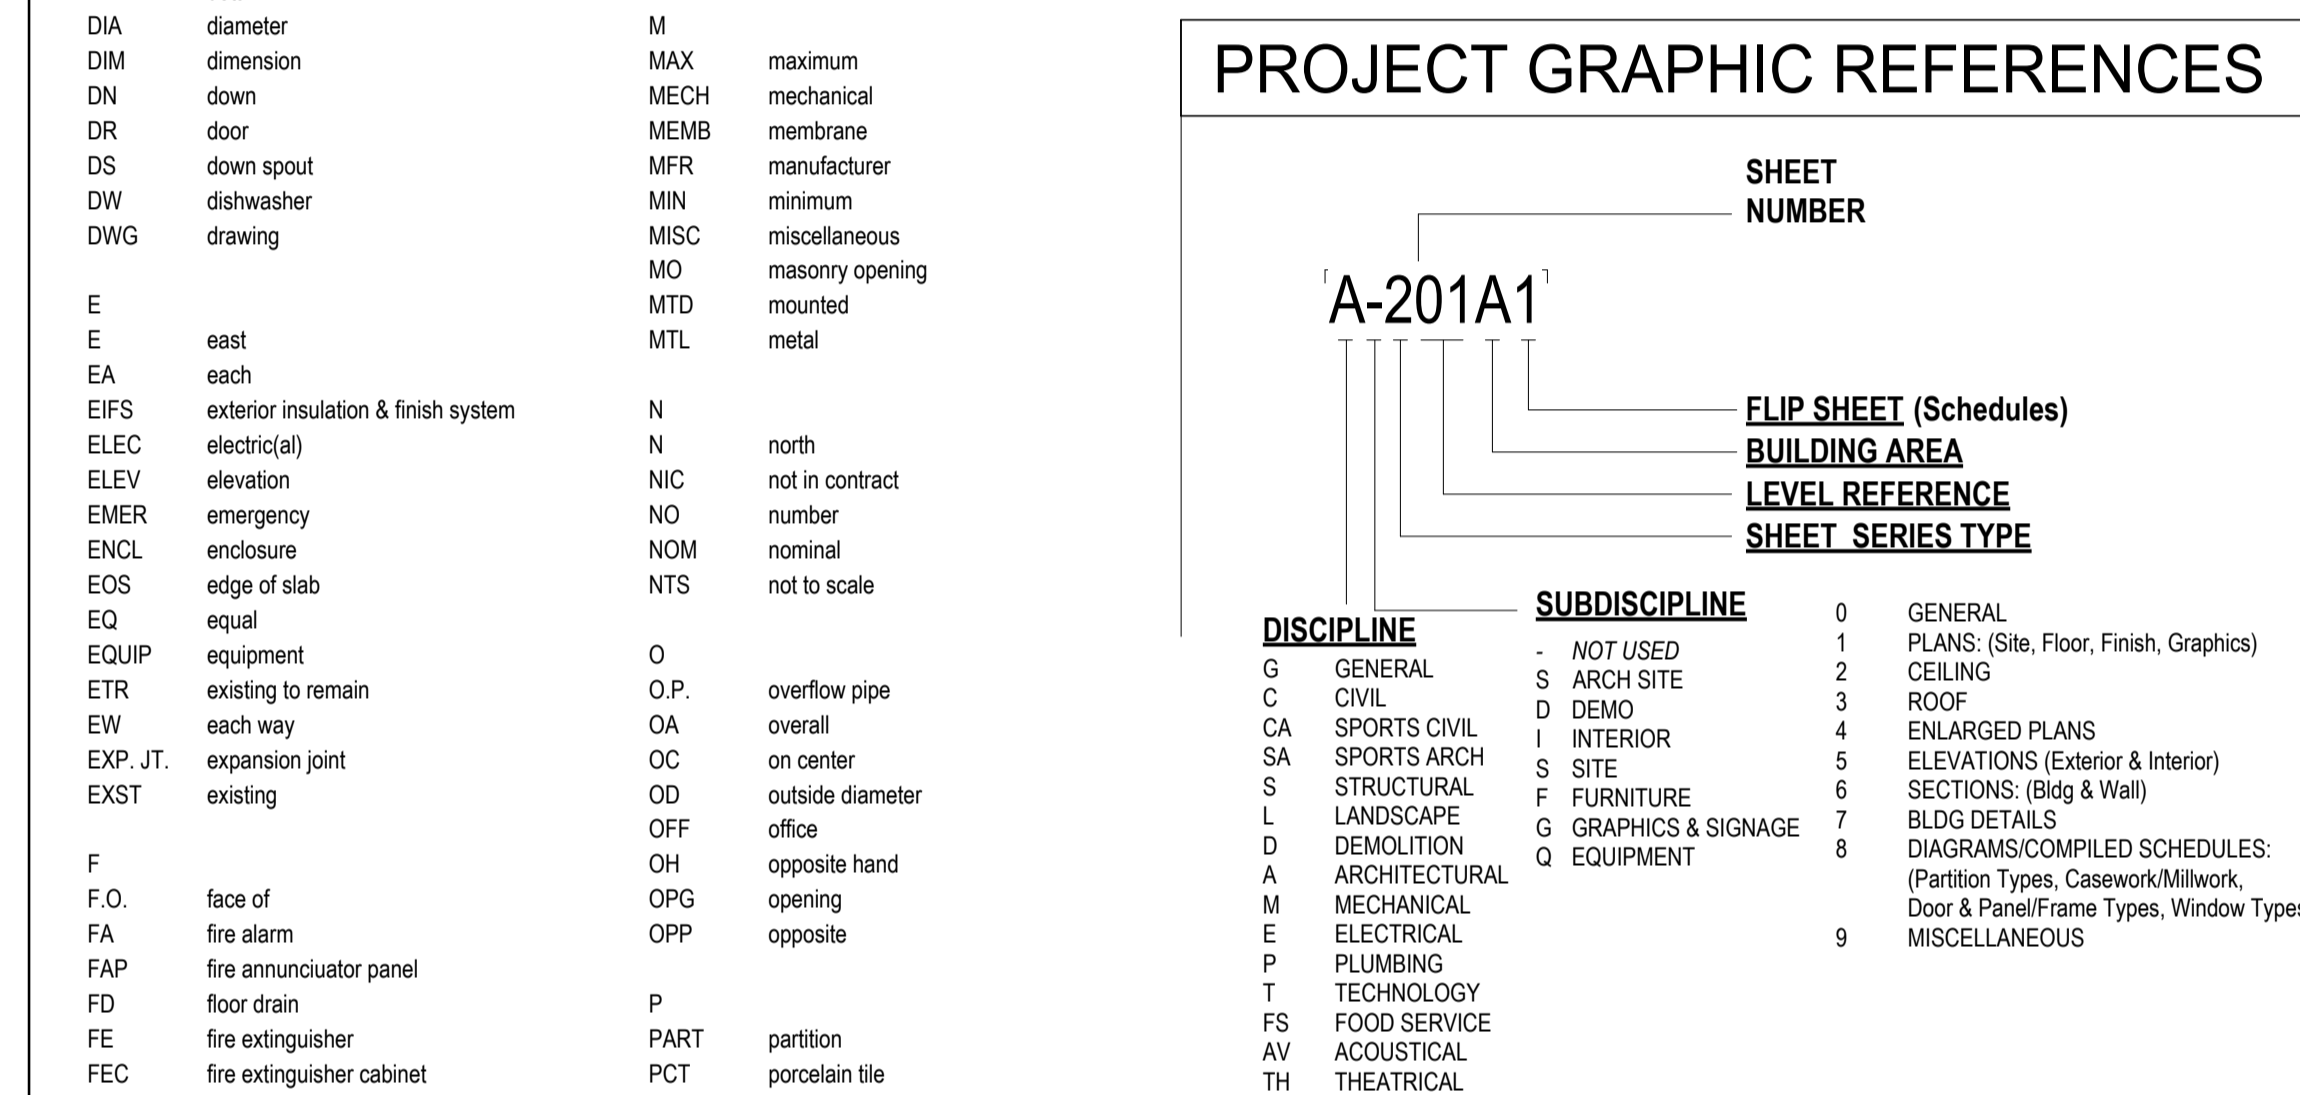 DIA diameter
DIM dimension
DN down
DR door
DS down spout
DW dishwasher
DWG drawing
E
E east
EA each
EIFS exterior insulation & finish system
ELEC electric(al)
ELEV elevation
EMER emergency
ENCL enclosure
EOS edge of slab
EQ equal
EQUIP equipment
ETR existing to remain
EW each way
EXP. JT. expansion joint
EXST existing
F
F.O. face of
FA fire alarm
FAP fire annunciuator panel
FD floor drain
FE fire extinguisher
FEC fire extinguisher cabinet
M
MAX maximum
MECH mechanical
MEMB membrane
MFR manufacturer
MIN minimum
MISC miscellaneous
MO masonry opening
MTD mounted
MTL metal
N
N north
NIC not in contract
NO number
NOM nominal
NTS not to scale
O
O.P. overflow pipe
OA overall
OC on center
OD outside diameter
OFF office
OH opposite hand
OPG opening
OPP opposite
P
PART partition
PCT porcelain tile
PROJECT GRAPHIC REFERENCES
SHEET
NUMBER
A-201A1
FLIP SHEET (Schedules)
BUILDING AREA
LEVEL REFERENCE
SHEET SERIES TYPE
DISCIPLINE
G GENERAL
C CIVIL
CA SPORTS CIVIL
SA SPORTS ARCH
S STRUCTURAL
L LANDSCAPE
D DEMOLITION
A ARCHITECTURAL
M MECHANICAL
E ELECTRICAL
P PLUMBING
T TECHNOLOGY
FS FOOD SERVICE
AV ACOUSTICAL
TH THEATRICAL
SUBDISCIPLINE
- NOT USED
S ARCH SITE
D DEMO
I INTERIOR
S SITE
F FURNITURE
G GRAPHICS & SIGNAGE
Q EQUIPMENT
0 GENERAL
1 PLANS: (Site, Floor, Finish, Graphics)
2 CEILING
3 ROOF
4 ENLARGED PLANS
5 ELEVATIONS (Exterior & Interior)
6 SECTIONS: (Bldg & Wall)
7 BLDG DETAILS
8 DIAGRAMS/COMPILED SCHEDULES:
(Partition Types, Casework/Millwork,
Door & Panel/Frame Types, Window Types
9 MISCELLANEOUS